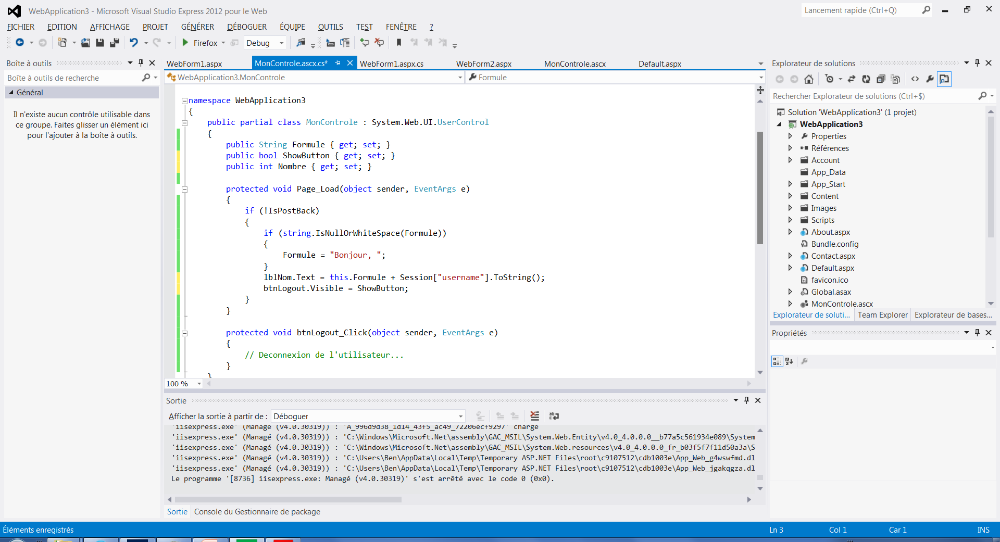 WebApplication3 - Microsoft Visual Studio Express 2012 pour le Web
Lancement rapide (Ctrl+Q)
FICHIER EDITION AFFICHAGE PROJET GÉNÉRER DÉBOGUER ÉQUIPE OUTILS TEST FENÊTRE ?
Firefox Debug
Boîte à outils
Boîte à outils de recherche
Général
Il n'existe aucun contrôle utilisable dans
ce groupe. Faites glisser un élément ici
pour l'ajouter à la boîte à outils.
WebForm1.aspx MonControle.ascx.cs* WebForm1.aspx.cs WebForm2.aspx MonControle.ascx Default.aspx
WebApplication3.MonControle Formule
namespace WebApplication3
{
public partial class MonControle : System.Web.UI.UserControl
{
public String Formule { get; set; }
public bool ShowButton { get; set; }
public int Nombre { get; set; }
protected void Page_Load(object sender, EventArgs e)
{
if (!IsPostBack)
{
if (string.IsNullOrWhiteSpace(Formule))
{
Formule = "Bonjour, ";
}
lblNom.Text = this.Formule + Session["username"].ToString();
btnLogout.Visible = ShowButton;
}
}
protected void btnLogout_Click(object sender, EventArgs e)
{
// Deconnexion de l'utilisateur...
}
}
100 %
Sortie
Afficher la sortie à partir de : Déboguer
'iisexpress.exe' (Managé (v4.0.30319)) : 'A_996d9d38_1d14_43f5_ac49_72206ecf9297' chargé
'iisexpress.exe' (Managé (v4.0.30319)) : 'C:\Windows\Microsoft.Net\assembly\GAC_MSIL\System.Web.Entity\v4.0_4.0.0.0__b77a5c561934e089\System
'iisexpress.exe' (Managé (v4.0.30319)) : 'C:\Windows\Microsoft.Net\assembly\GAC_MSIL\System.Web.resources\v4.0_4.0.0.0_fr_b03f5f7f11d50a3a\S
'iisexpress.exe' (Managé (v4.0.30319)) : 'C:\Users\Ben\AppData\Local\Temp\Temporary ASP.NET Files\root\c9107512\cdb1003e\App_Web_g4wswfmd.dl
'iisexpress.exe' (Managé (v4.0.30319)) : 'C:\Users\Ben\AppData\Local\Temp\Temporary ASP.NET Files\root\c9107512\cdb1003e\App_Web_jgakqgza.dl
Le programme '[8736] iisexpress.exe: Managé (v4.0.30319)' s'est arrêté avec le code 0 (0x0).
Sortie Console du Gestionnaire de package
Explorateur de solutions
Rechercher Explorateur de solutions (Ctrl+$)
Solution 'WebApplication3' (1 projet)
WebApplication3
Properties
Références
Account
App_Data
App_Start
Content
Images
Scripts
About.aspx
Bundle.config
Contact.aspx
Default.aspx
favicon.ico
Global.asax
MonControle.ascx
Explorateur de soluti... Team Explorer Explorateur de bases...
Propriétés
Éléments enregistrés Ln 3 Col 1 Car 1 INS